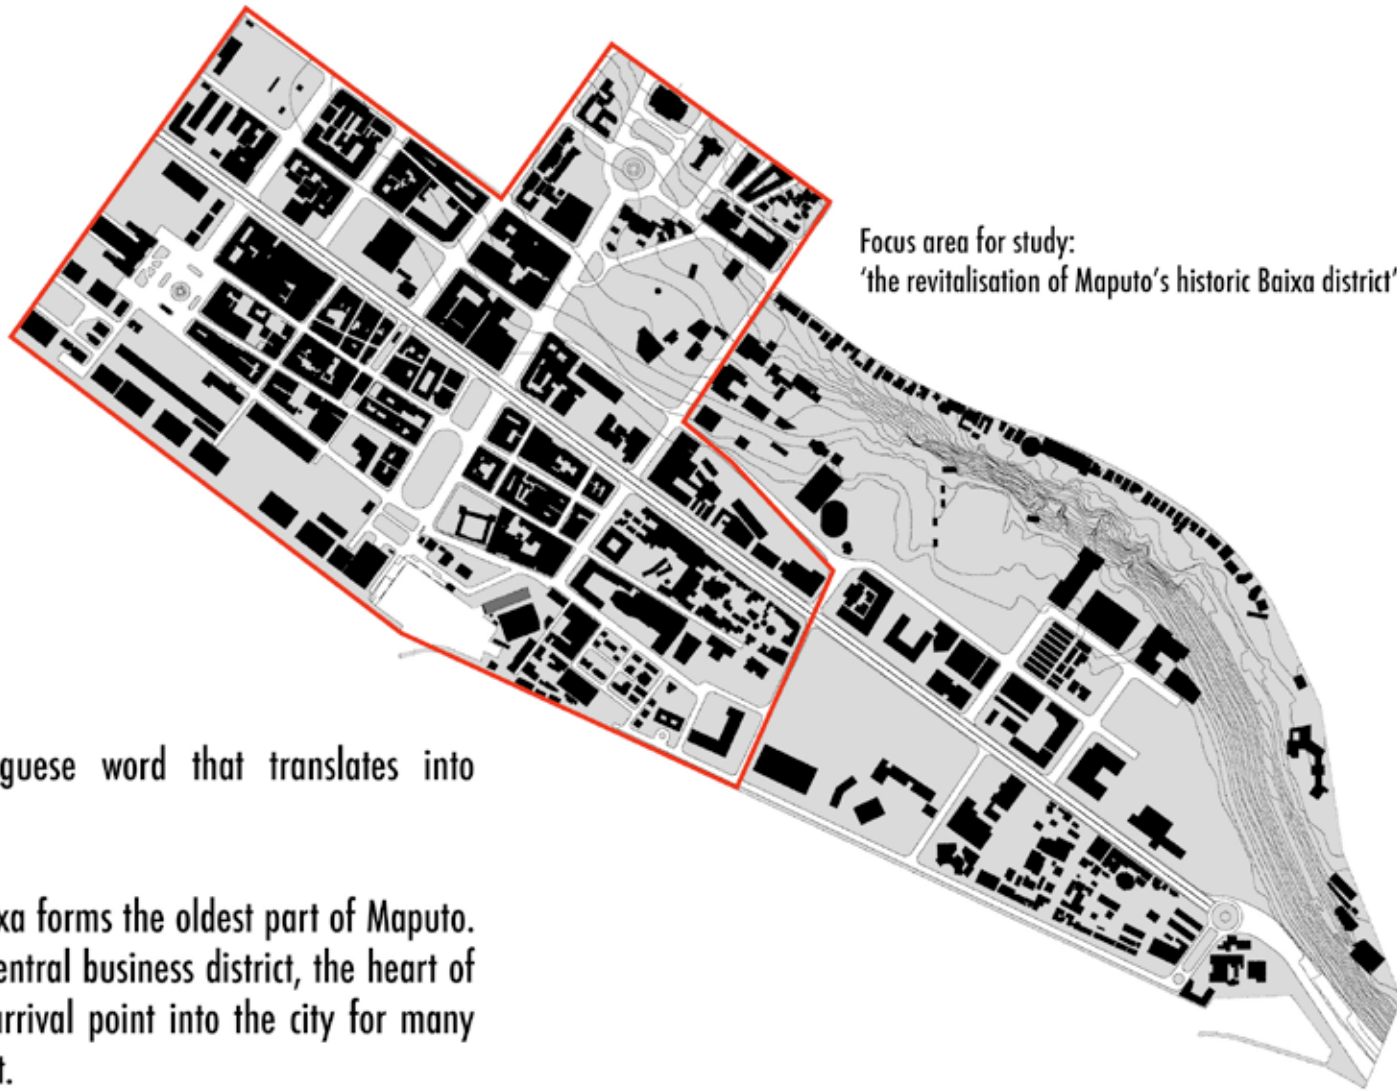 Focus area for study:
'the revitalisation of Maputo's historic Baixa district'
guese word that translates into
xa forms the oldest part of Maputo.
entral business district, the heart of
arrival point into the city for many
t.